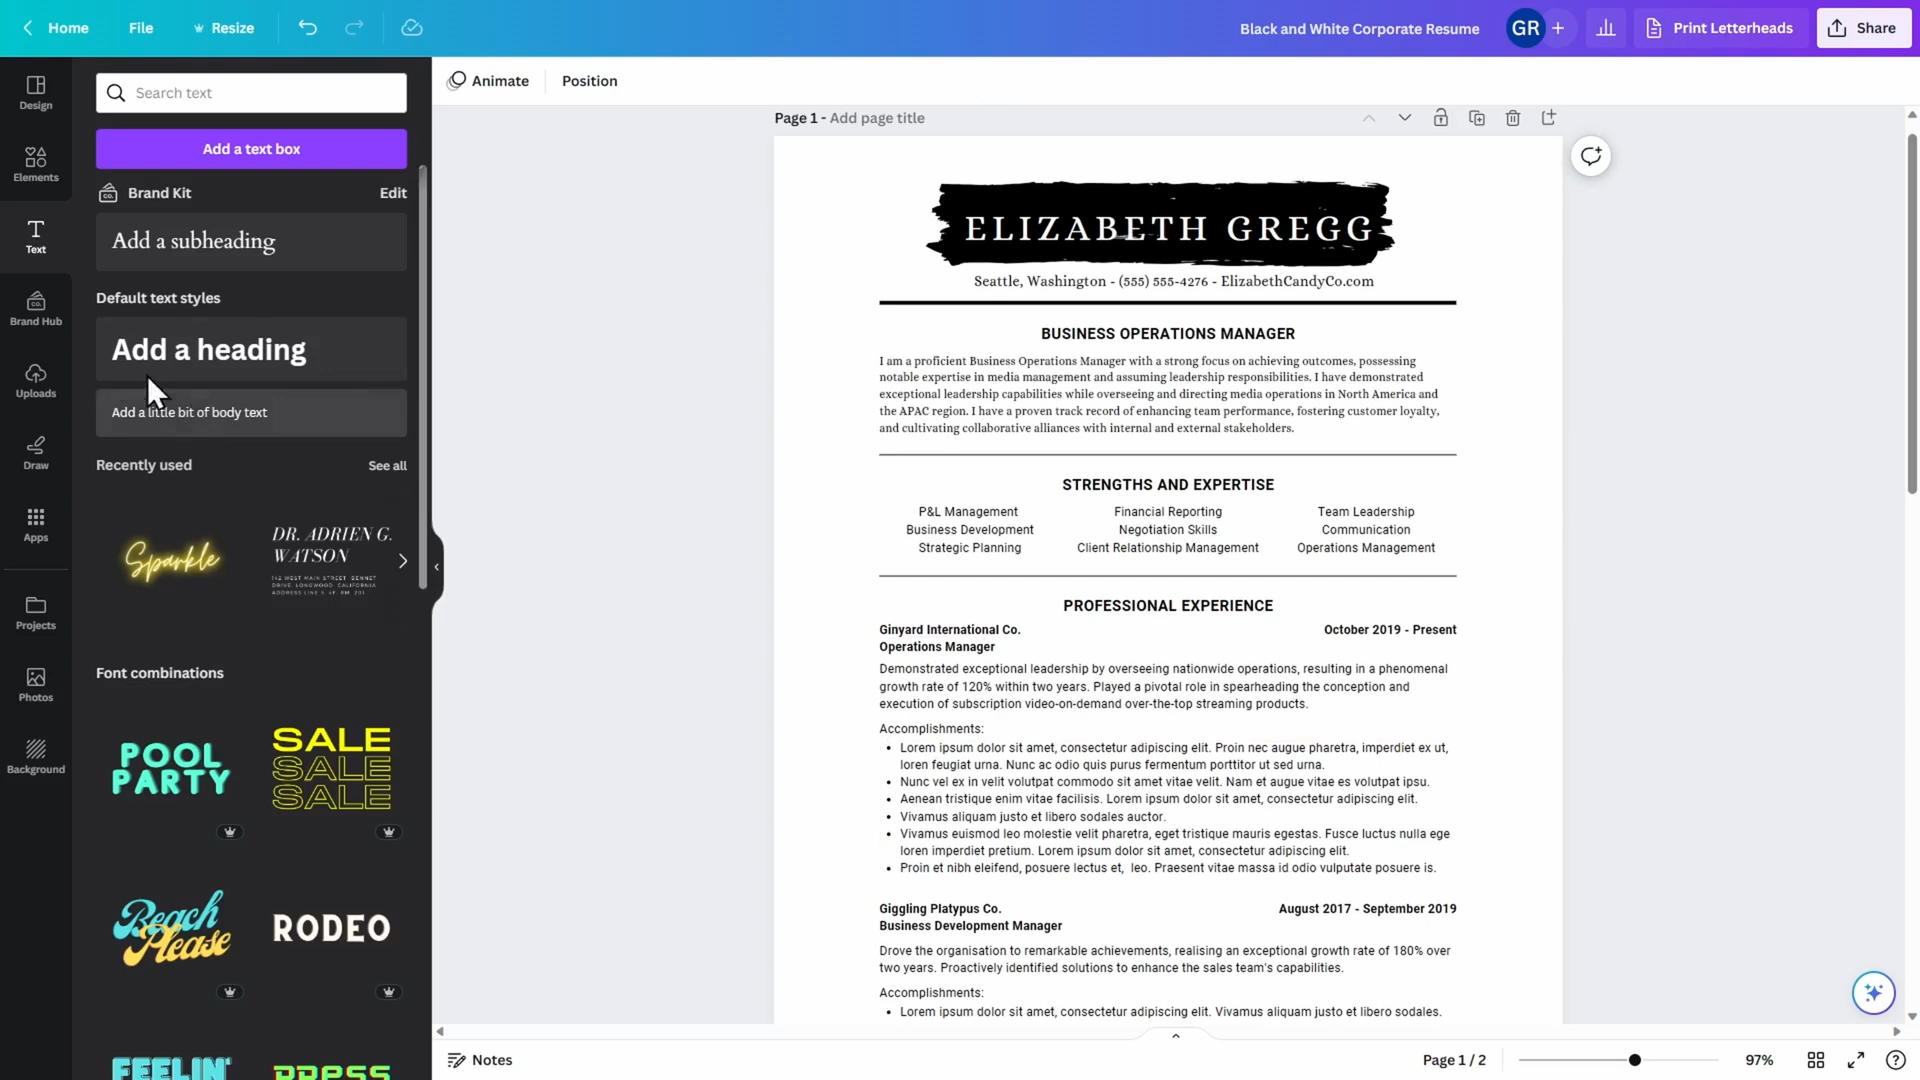 Home
File
Resize
Black and White Corporate Resume
GR
+
Print Letterheads
Share
Design
Elements
Text
Brand Hub
Uploads
Draw
Apps
Projects
Photos
Background
Search text
Add a text box
Brand Kit
Edit
Add a subheading
Default text styles
Add a heading
Add a little bit of body text
Recently used
See all
Sparkle
DR. ADRIEN G.
WATSON
142 WEST MAIN STREET BENNET
DRIVE, LONGWOOD, CALIFORNIA
Font combinations
POOL
PARTY
SALE
SALE
SALE
Beach
Please
RODEO
FEELIN'
PRESS
Animate
Position
Page 1 - Add page title
ELIZABETH GREGG
Seattle, Washington - (555) 555-4276 - ElizabethCandyCo.com
BUSINESS OPERATIONS MANAGER
I am a proficient Business Operations Manager with a strong focus on achieving outcomes, possessing
notable expertise in media management and assuming leadership responsibilities. I have demonstrated
exceptional leadership capabilities while overseeing and directing media operations in North America and
the APAC region. I have a proven track record of enhancing team performance, fostering customer loyalty,
and cultivating collaborative alliances with internal and external stakeholders.
STRENGTHS AND EXPERTISE
P&L Management
Business Development
Strategic Planning
Financial Reporting
Negotiation Skills
Client Relationship Management
Team Leadership
Communication
Operations Management
PROFESSIONAL EXPERIENCE
Ginyard International Co.
October 2019 - Present
Operations Manager
Demonstrated exceptional leadership by overseeing nationwide operations, resulting in a phenomenal
growth rate of 120% within two years. Played a pivotal role in spearheading the conception and
execution of subscription video-on-demand over-the-top streaming products.
Accomplishments:
• Lorem ipsum dolor sit amet, consectetur adipiscing elit. Proin nec augue pharetra, imperdiet ex ut,
loren feugiat urna. Nunc ac odio quis purus fermentum porttitor ut sed urna.
• Nunc vel ex in velit volutpat commodo sit amet vitae velit. Nam et augue vitae es volutpat ipsu.
• Aenean tristique enim vitae facilisis. Lorem ipsum dolor sit amet, consectetur adipiscing elit.
• Vivamus aliquam justo et libero sodales auctor.
• Vivamus euismod leo molestie velit pharetra, eget tristique mauris egestas. Fusce luctus nulla ege
loren imperdiet pretium. Lorem ipsum dolor sit amet, consectetur adipiscing elit.
• Proin et nibh eleifend, posuere lectus et, leo. Praesent vitae massa id odio vulputate posuere is.
Giggling Platypus Co.
August 2017 - September 2019
Business Development Manager
Drove the organisation to remarkable achievements, realising an exceptional growth rate of 180% over
two years. Proactively identified solutions to enhance the sales team's capabilities.
Accomplishments:
• Lorem ipsum dolor sit amet, consectetur adipiscing elit. Vivamus aliquam justo et libero sodales.
Notes
Page 1 / 2
97%